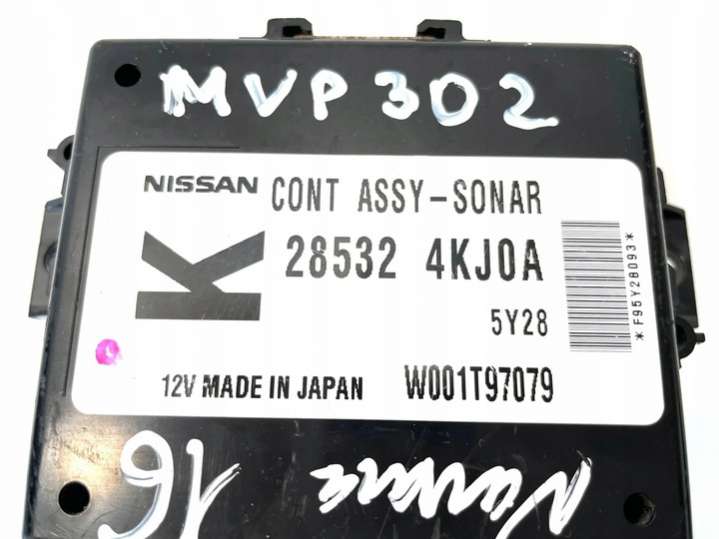 MVP302
NISSAN CONT ASSY-SONAR
K 28532 4KJ0A
5Y28
*F95Y28093*
12V MADE IN JAPAN W001T97079
16